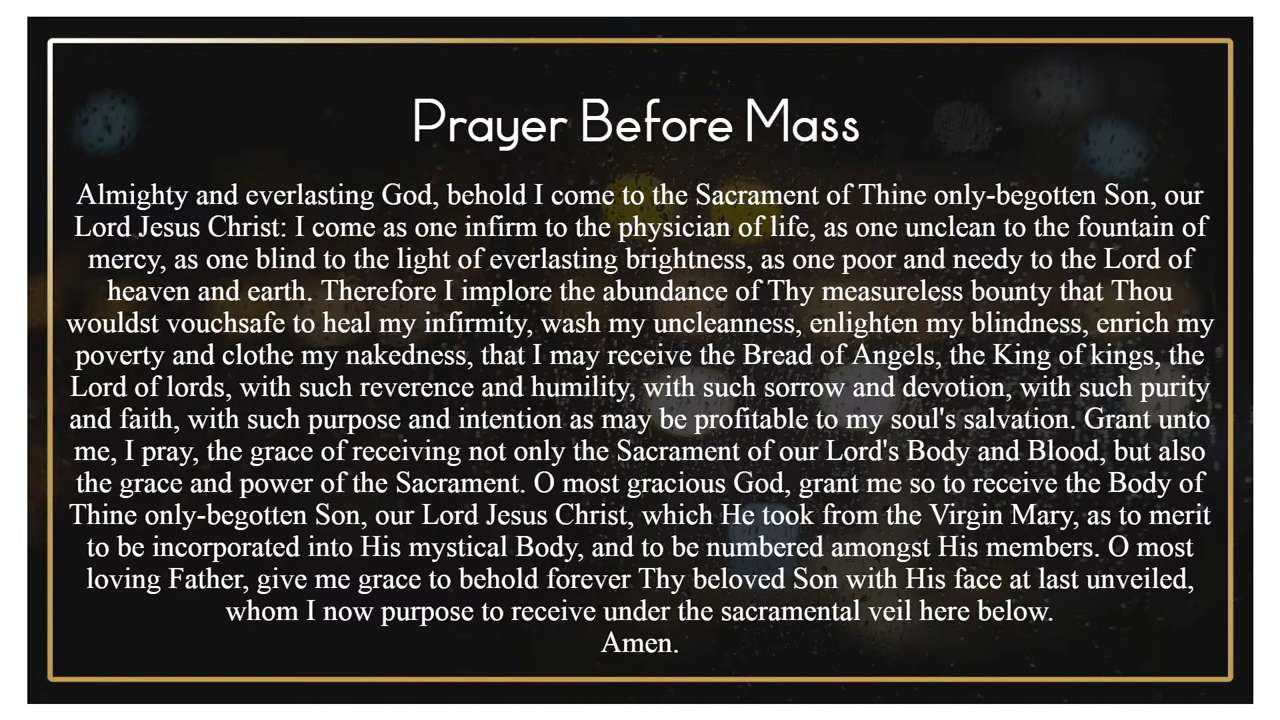 Prayer Before Mass
Almighty and everlasting God, behold I come to the Sacrament of Thine only-begotten Son, our
Lord Jesus Christ: I come as one infirm to the physician of life, as one unclean to the fountain of
mercy, as one blind to the light of everlasting brightness, as one poor and needy to the Lord of
heaven and earth. Therefore I implore the abundance of Thy measureless bounty that Thou
wouldst vouchsafe to heal my infirmity, wash my uncleanness, enlighten my blindness, enrich my
poverty and clothe my nakedness, that I may receive the Bread of Angels, the King of kings, the
Lord of lords, with such reverence and humility, with such sorrow and devotion, with such purity
and faith, with such purpose and intention as may be profitable to my soul's salvation. Grant unto
me, I pray, the grace of receiving not only the Sacrament of our Lord's Body and Blood, but also
the grace and power of the Sacrament. O most gracious God, grant me so to receive the Body of
Thine only-begotten Son, our Lord Jesus Christ, which He took from the Virgin Mary, as to merit
to be incorporated into His mystical Body, and to be numbered amongst His members. O most
loving Father, give me grace to behold forever Thy beloved Son with His face at last unveiled,
whom I now purpose to receive under the sacramental veil here below.
Amen.